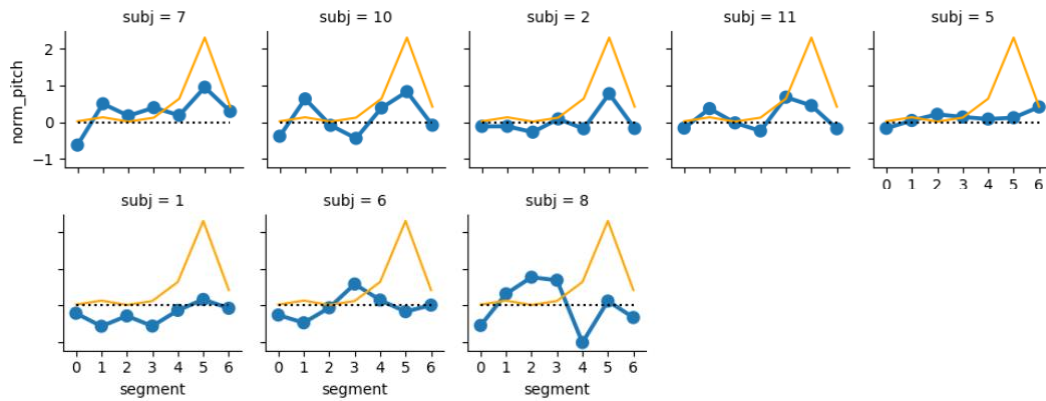 subj = 7 subj = 10 subj = 2 subj = 11 subj = 5
norm_pitch
2
1
0
−1
0 1 2 3 4 5 6
subj = 1 subj = 6 subj = 8
0 1 2 3 4 5 6 0 1 2 3 4 5 6 0 1 2 3 4 5 6
segment segment segment